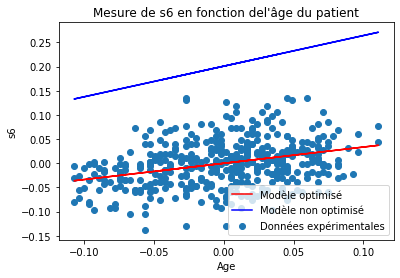 Mesure de s6 en fonction del'âge du patient
s6
0.25
0.20
0.15
0.10
0.05
0.00
−0.05
−0.10
−0.15
Modèle optimisé
Modèle non optimisé
Données expérimentales
−0.10
−0.05
0.00
0.05
0.10
Age